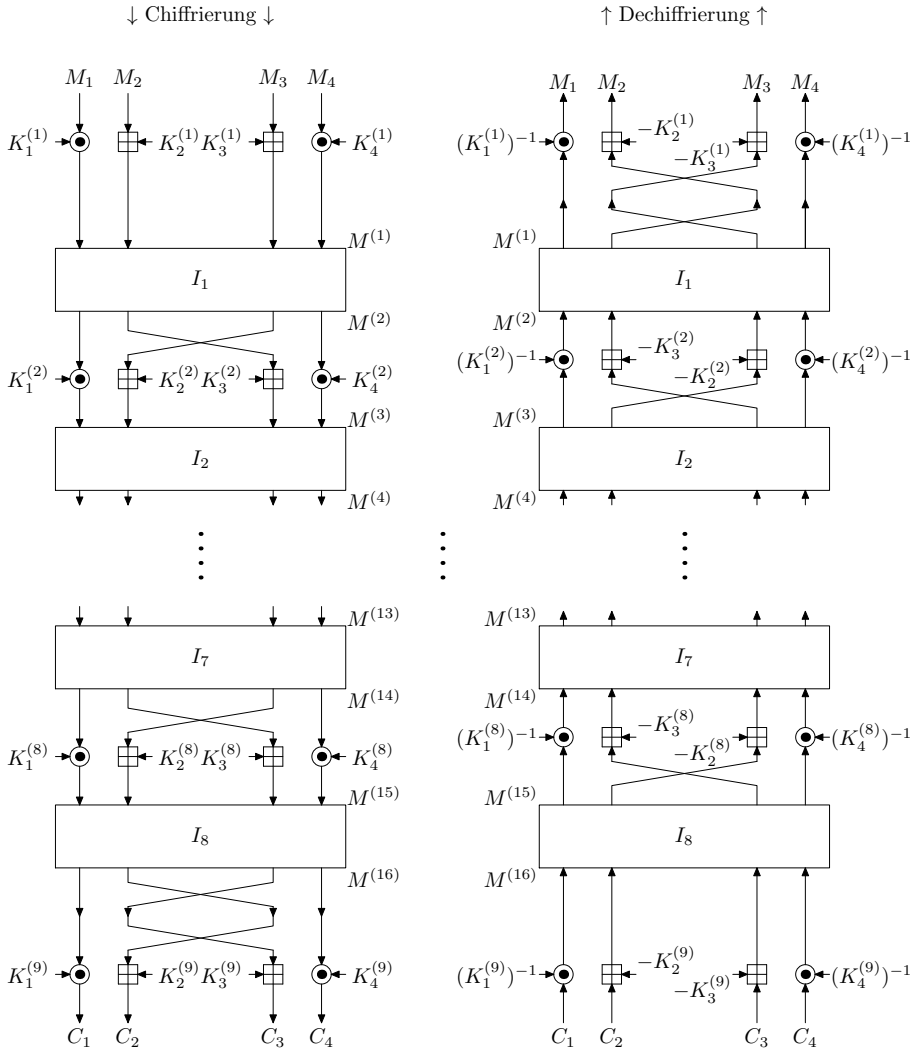 ↓ Chiffrierung ↓ ↑ Dechiffrierung ↑
M₁ M₂ M₃ M₄ M₁ M₂ M₃ M₄
K₁⁽¹⁾ K₂⁽¹⁾ K₃⁽¹⁾ K₄⁽¹⁾ (K₁⁽¹⁾)⁻¹ −K₂⁽¹⁾ −K₃⁽¹⁾ (K₄⁽¹⁾)⁻¹
M⁽¹⁾ M⁽¹⁾
I₁ I₁
M⁽²⁾ M⁽²⁾
K₁⁽²⁾ K₂⁽²⁾ K₃⁽²⁾ K₄⁽²⁾ (K₁⁽²⁾)⁻¹ −K₃⁽²⁾ −K₂⁽²⁾ (K₄⁽²⁾)⁻¹
M⁽³⁾ M⁽³⁾
I₂ I₂
M⁽⁴⁾ M⁽⁴⁾
M⁽¹³⁾ M⁽¹³⁾
I₇ I₇
M⁽¹⁴⁾ M⁽¹⁴⁾
K₁⁽⁸⁾ K₂⁽⁸⁾ K₃⁽⁸⁾ K₄⁽⁸⁾ (K₁⁽⁸⁾)⁻¹ −K₃⁽⁸⁾ −K₂⁽⁸⁾ (K₄⁽⁸⁾)⁻¹
M⁽¹⁵⁾ M⁽¹⁵⁾
I₈ I₈
M⁽¹⁶⁾ M⁽¹⁶⁾
K₁⁽⁹⁾ K₂⁽⁹⁾ K₃⁽⁹⁾ K₄⁽⁹⁾ (K₁⁽⁹⁾)⁻¹ −K₂⁽⁹⁾ −K₃⁽⁹⁾ (K₄⁽⁹⁾)⁻¹
C₁ C₂ C₃ C₄ C₁ C₂ C₃ C₄